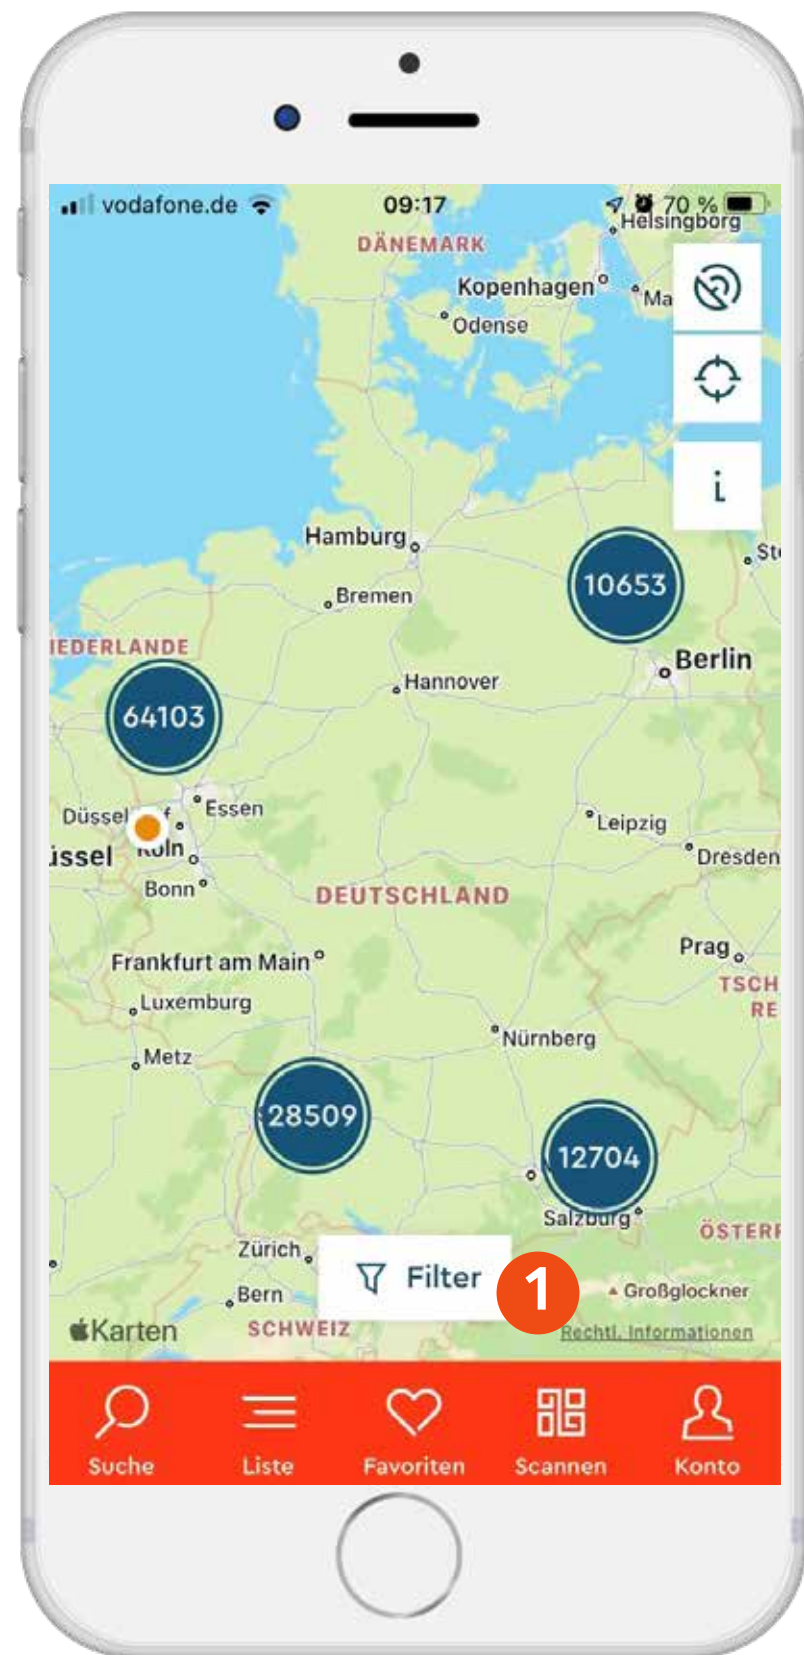 vodafone.de 09:17 70 %
Helsingborg
DÄNEMARK
Kopenhagen
Ma
Odense
i
Hamburg
10653
St
Bremen
IEDERLANDE
Berlin
Hannover
64103
Düssel f
Essen
Leipzig
üssel Köln
Dresden
Bonn
DEUTSCHLAND
Prag
Frankfurt am Main
TSCH
RE
Luxemburg
Nürnberg
Metz
28509
12704
Salzburg
ÖSTERR
Zürich
Filter
1
Großglockner
Bern
Karten
SCHWEIZ
Rechtl. Informationen
Suche Liste Favoriten Scannen Konto